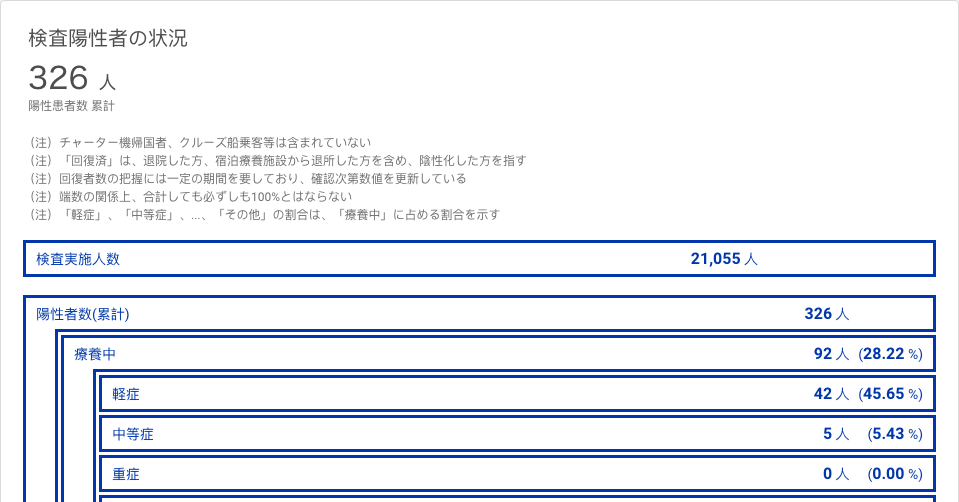 検査陽性者の状況
326 人
陽性患者数 累計
（注）チャーター機帰国者、クルーズ船乗客等は含まれていない
（注）「回復済」は、退院した方、宿泊療養施設から退所した方を含め、陰性化した方を指す
（注）回復者数の把握には一定の期間を要しており、確認次第数値を更新している
（注）端数の関係上、合計しても必ずしも100%とはならない
（注）「軽症」、「中等症」、...、「その他」の割合は、「療養中」に占める割合を示す
検査実施人数 21,055 人
陽性者数(累計) 326 人
療養中 92 人 (28.22 %)
軽症 42 人 (45.65 %)
中等症 5 人 (5.43 %)
重症 0 人 (0.00 %)